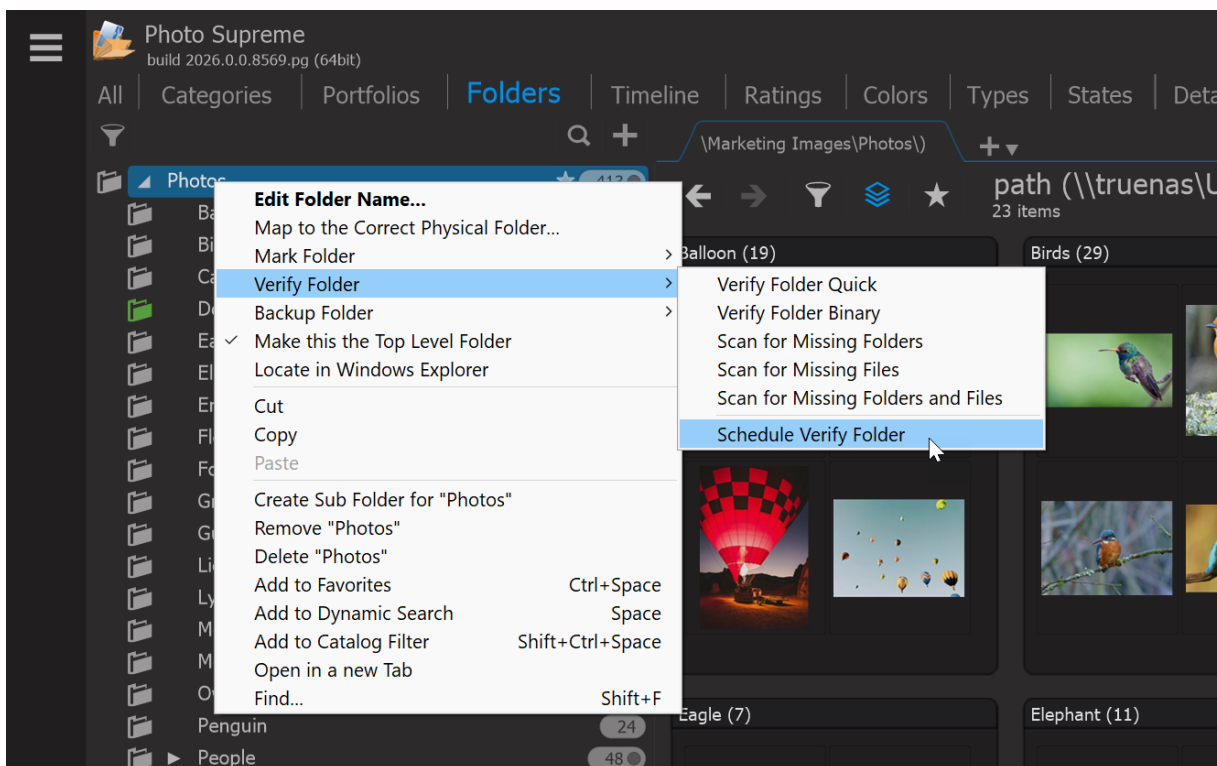 Photo Supreme
build 2026.0.0.8569.pg (64bit)
All Categories Portfolios Folders Timeline Ratings Colors Types States
\Marketing Images\Photos\)
Photos
path (\\truenas\U
23 items
Edit Folder Name...
Map to the Correct Physical Folder...
Mark Folder
Verify Folder
Backup Folder
Make this the Top Level Folder
Locate in Windows Explorer
Cut
Copy
Paste
Create Sub Folder for "Photos"
Remove "Photos"
Delete "Photos"
Add to Favorites Ctrl+Space
Add to Dynamic Search Space
Add to Catalog Filter Shift+Ctrl+Space
Open in a new Tab
Find... Shift+F
Balloon (19)
Birds (29)
Verify Folder Quick
Verify Folder Binary
Scan for Missing Folders
Scan for Missing Files
Scan for Missing Folders and Files
Schedule Verify Folder
Eagle (7)
Elephant (11)
Penguin 24
People 48